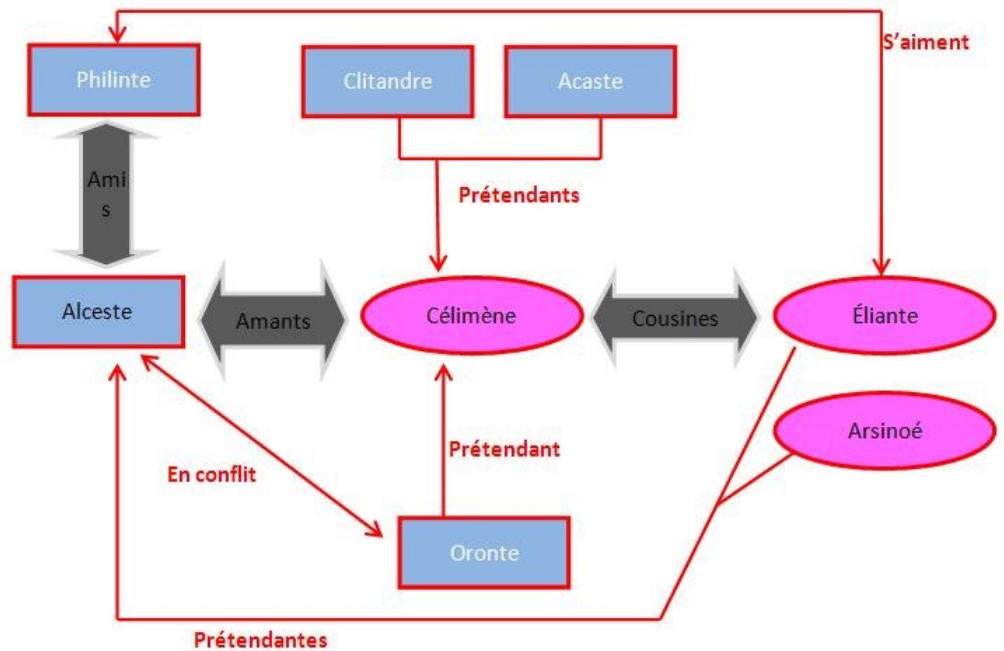 S'aiment
Philinte
Clitandre
Acaste
Ami
s
Prétendants
Alceste
Amants
Célimène
Cousines
Éliante
Arsinoé
Prétendant
En conflit
Oronte
Prétendantes